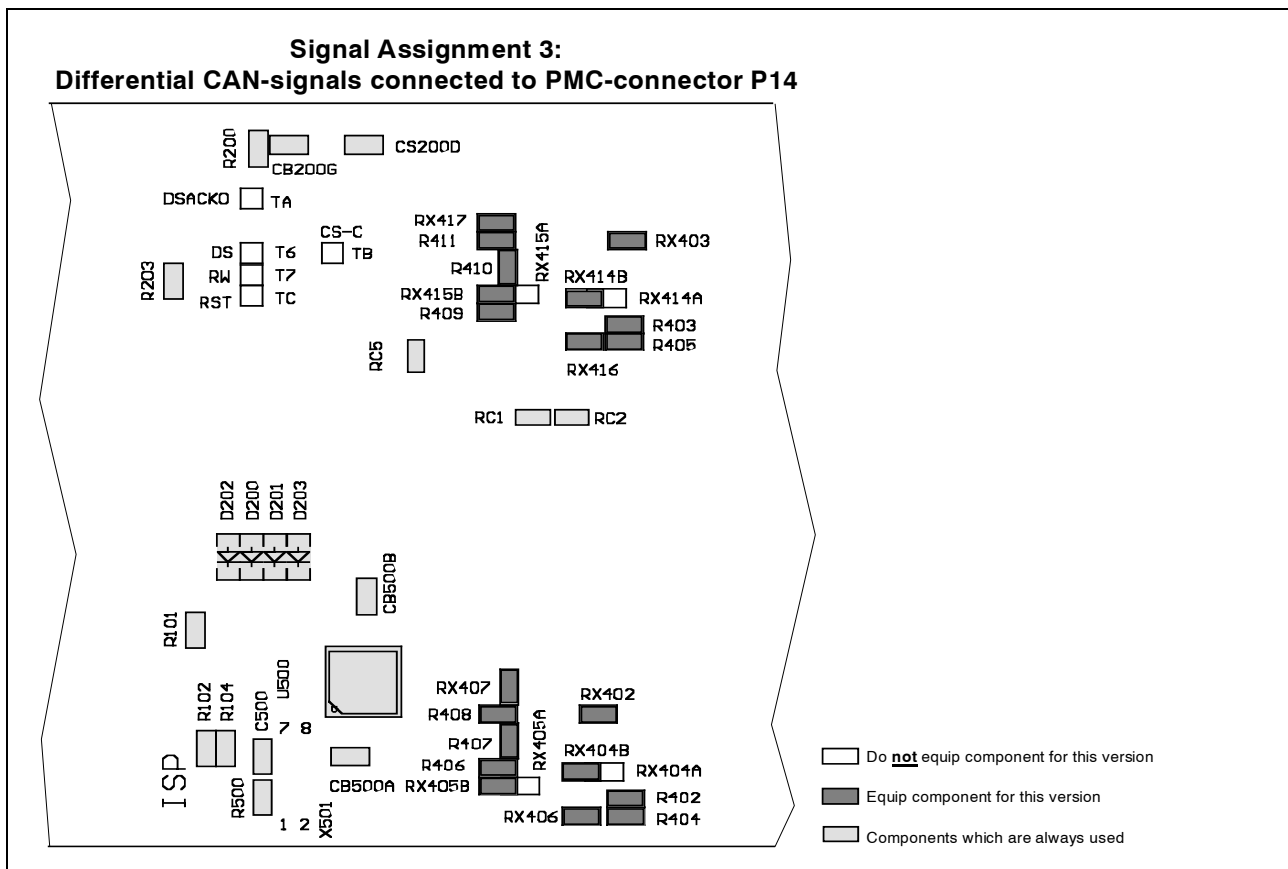 Signal Assignment 3:
Differential CAN-signals connected to PMC-connector P14
R200
CB200G
CS200D
DSACK0
TA
CS-C
TB
DS
T6
RW
T7
RST
TC
R203
RX417
R411
RX415A
R410
RX415B
R409
RX403
RX414B
RX414A
R403
R405
RX416
RC5
RC1
RC2
D202
D200
D201
D203
CB500B
R101
R102
R104
C500
U500
7 8
ISP
R500
1 2
X501
CB500A
RX407
R408
RX405A
R407
R406
RX405B
RX402
RX404B
RX404A
R402
RX406
R404
Do not equip component for this version
Equip component for this version
Components which are always used